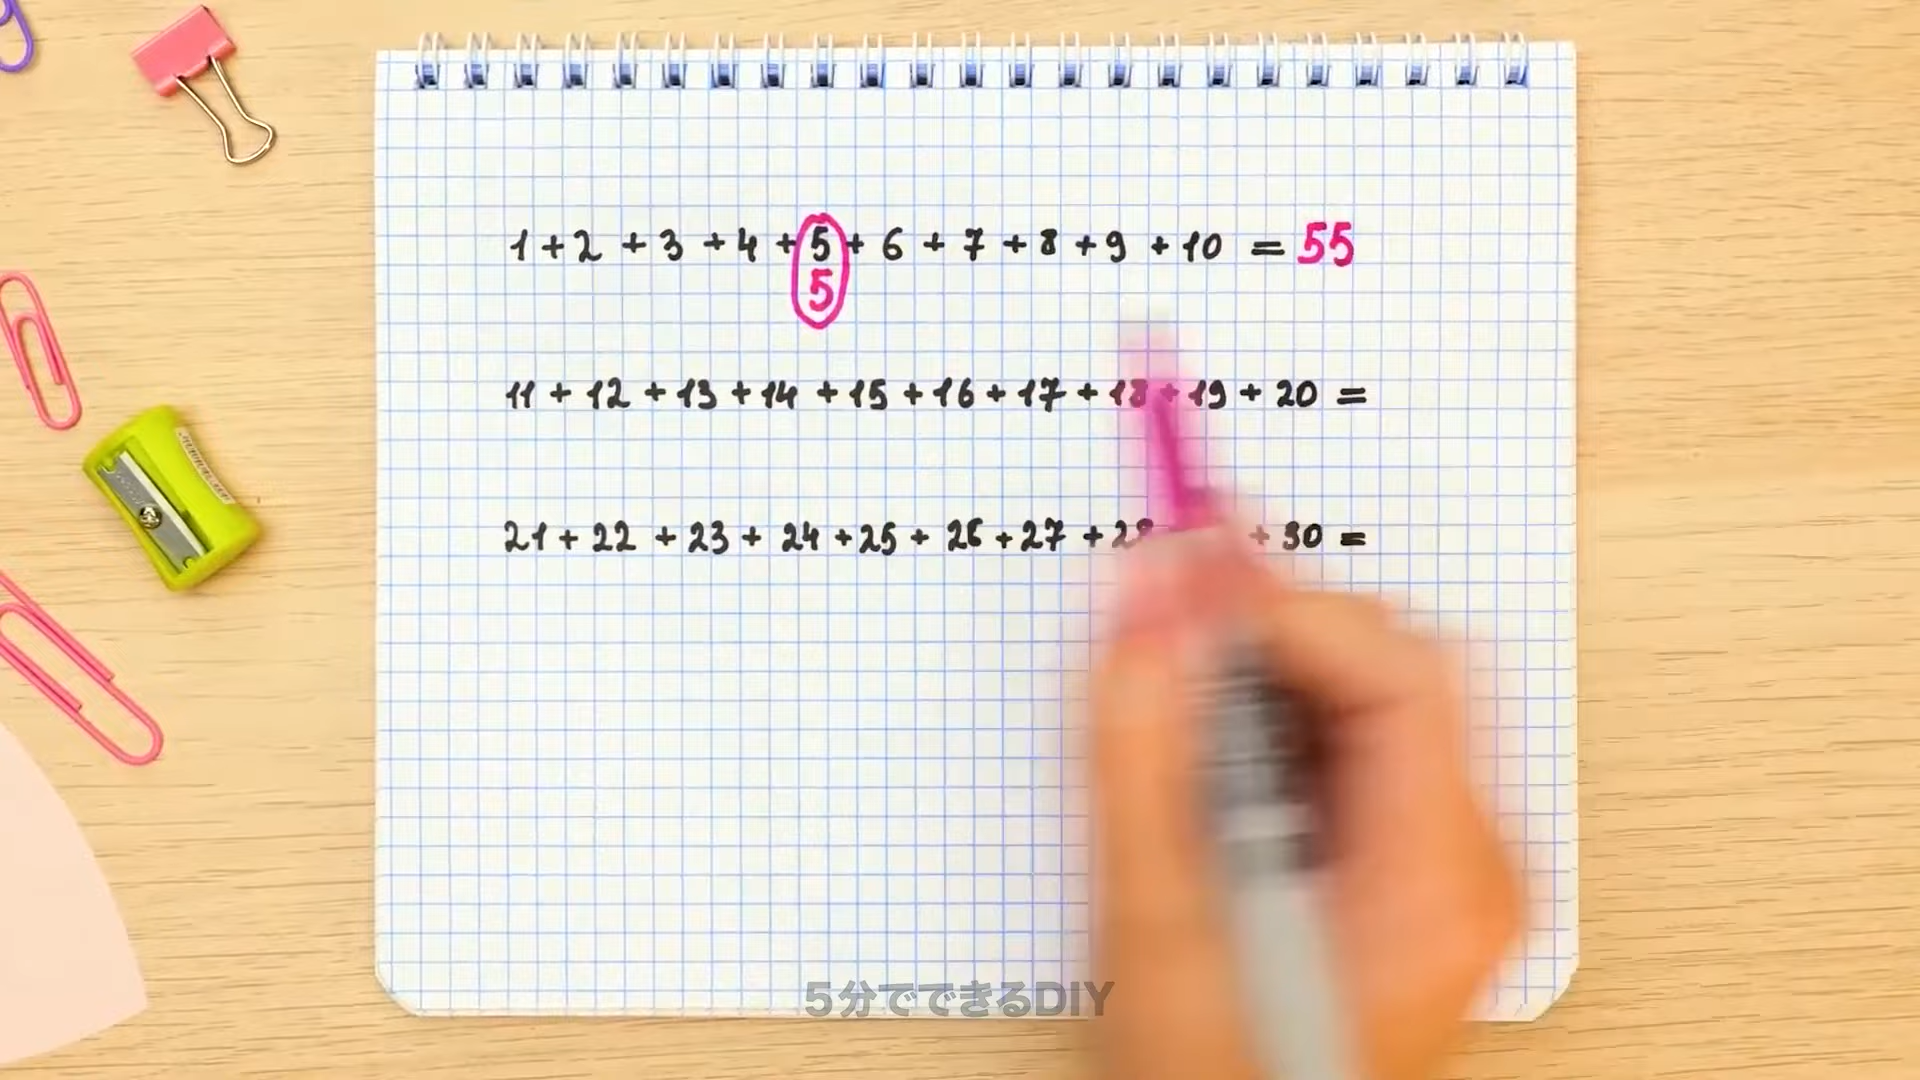 1 + 2 + 3 + 4 + 5 + 6 + 7 + 8 + 9 + 10 = 55
5
11 + 12 + 13 + 14 + 15 + 16 + 17 + 18 + 19 + 20 =
21 + 22 + 23 + 24 + 25 + 26 + 27 + 28 + 30 =
5分でできるDIY